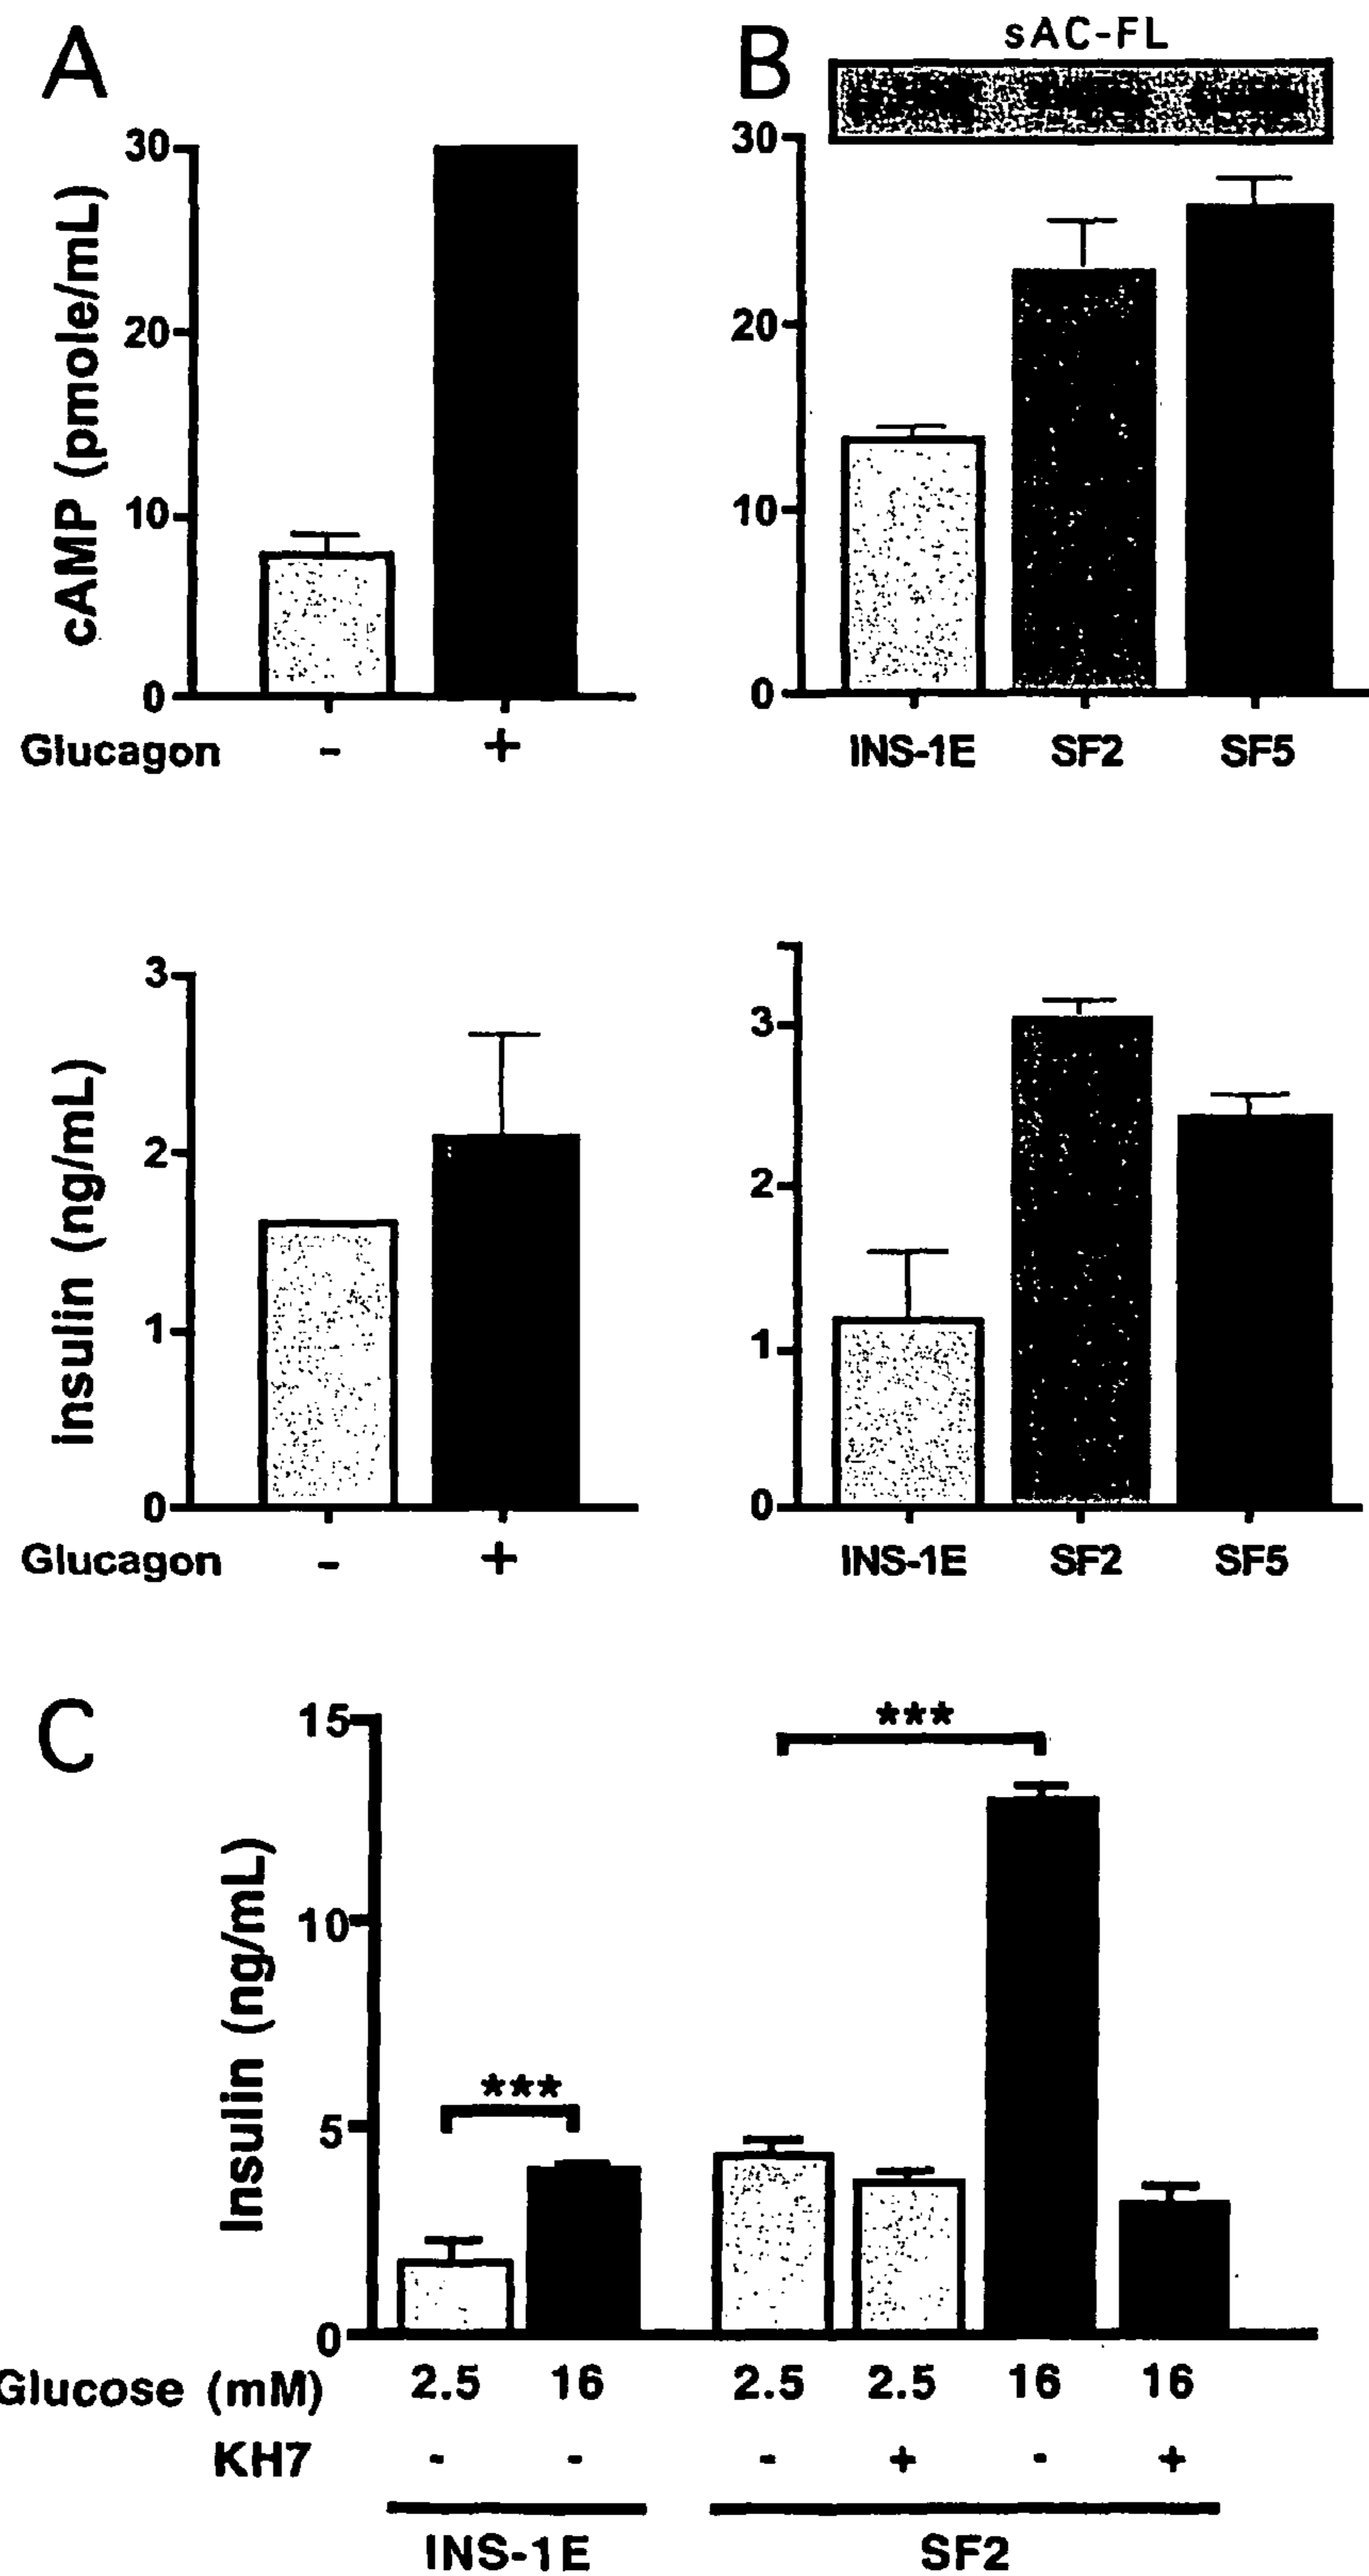 A
cAMP (pmole/mL)
30
20
10
0
Glucagon - +
B
sAC-FL
30
20
10
0
INS-1E SF2 SF5
insulin (ng/mL)
3
2
1
0
Glucagon - +
3
2
1
0
INS-1E SF2 SF5
C
Insulin (ng/mL)
15
10
5
0
***
***
Glucose (mM) 2.5 16 2.5 2.5 16 16
KH7 - - - + - +
INS-1E SF2